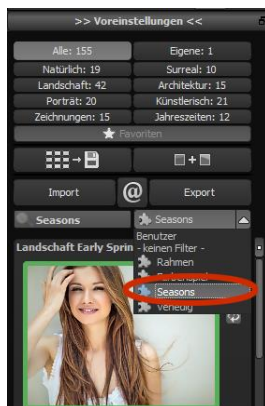 >> Voreinstellungen <<
Alle: 155 Eigene: 1
Natürlich: 19 Surreal: 10
Landschaft: 42 Architektur: 15
Porträt: 20 Künstlerisch: 21
Zeichnungen: 15 Jahreszeiten: 12
Favoriten
Import @ Export
Seasons Seasons
Benutzer
- keinen Filter -
Landschaft Early Sprin
Rahmen
Seasons
Venedig